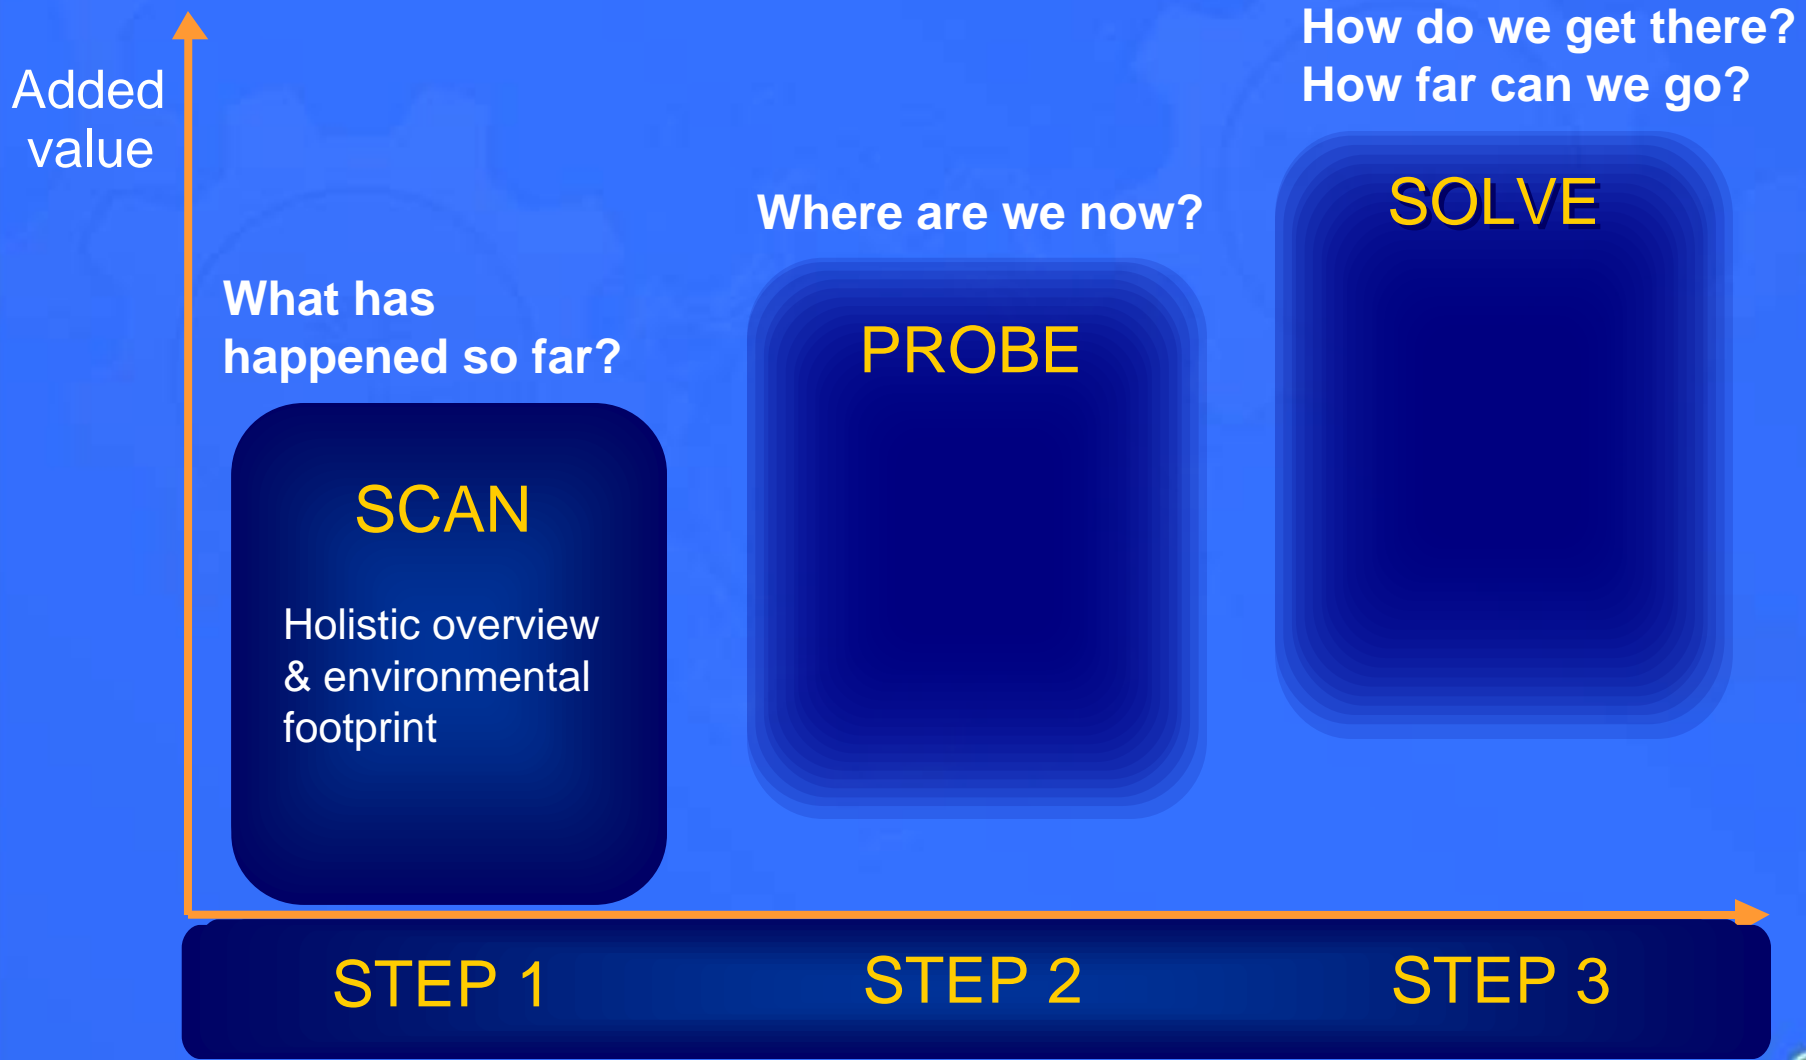 Added
value
What has
happened so far?
SCAN
Holistic overview
& environmental
footprint
Where are we now?
PROBE
How do we get there?
How far can we go?
SOLVE
STEP 1
STEP 2
STEP 3